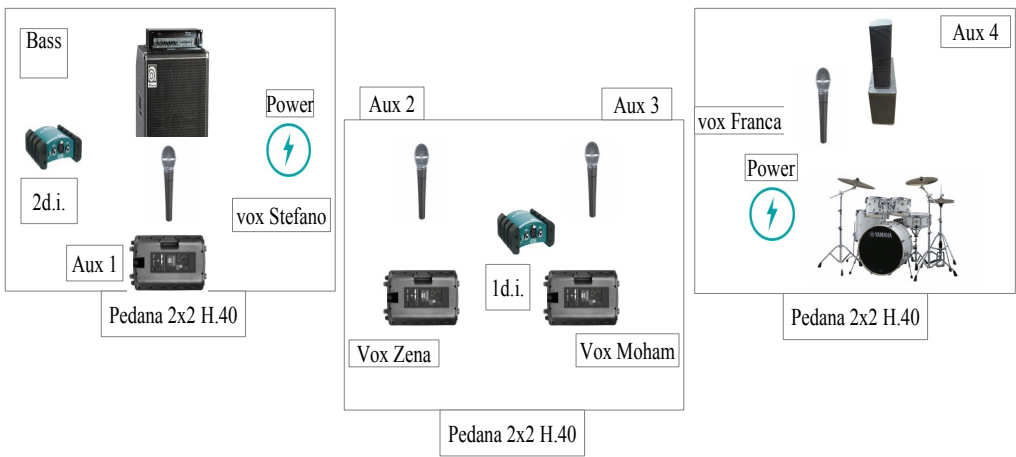 Bass
Power
2d.i.
vox Stefano
Aux 1
Pedana 2x2 H.40
Aux 2
Aux 3
1d.i.
Vox Zena
Vox Moham
Pedana 2x2 H.40
Aux 4
vox Franca
Power
YAMAHA
Pedana 2x2 H.40